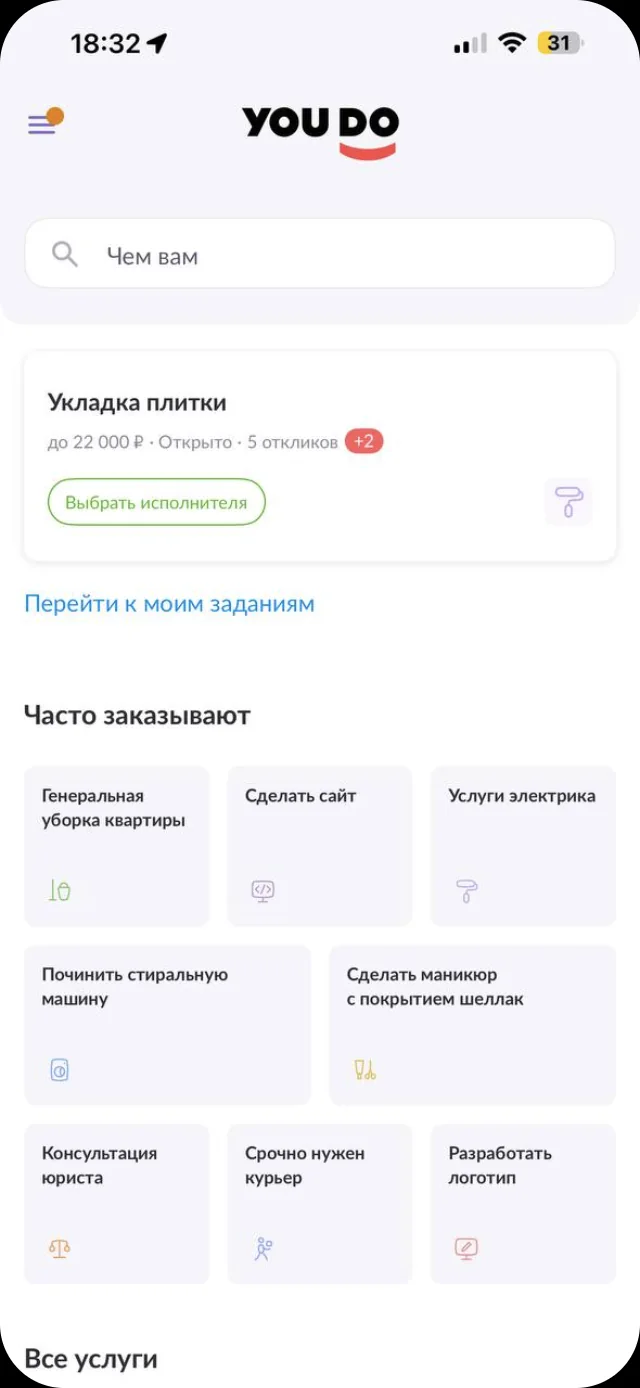 18:32
31
YOU DO
Чем вам
Укладка плитки
до 22 000 ₽ · Открыто · 5 откликов +2
Выбрать исполнителя
Перейти к моим заданиям
Часто заказывают
Генеральная
уборка квартиры
Сделать сайт
Услуги электрика
Починить стиральную
машину
Сделать маникюр
с покрытием шеллак
Консультация
юриста
Срочно нужен
курьер
Разработать
логотип
Все услуги